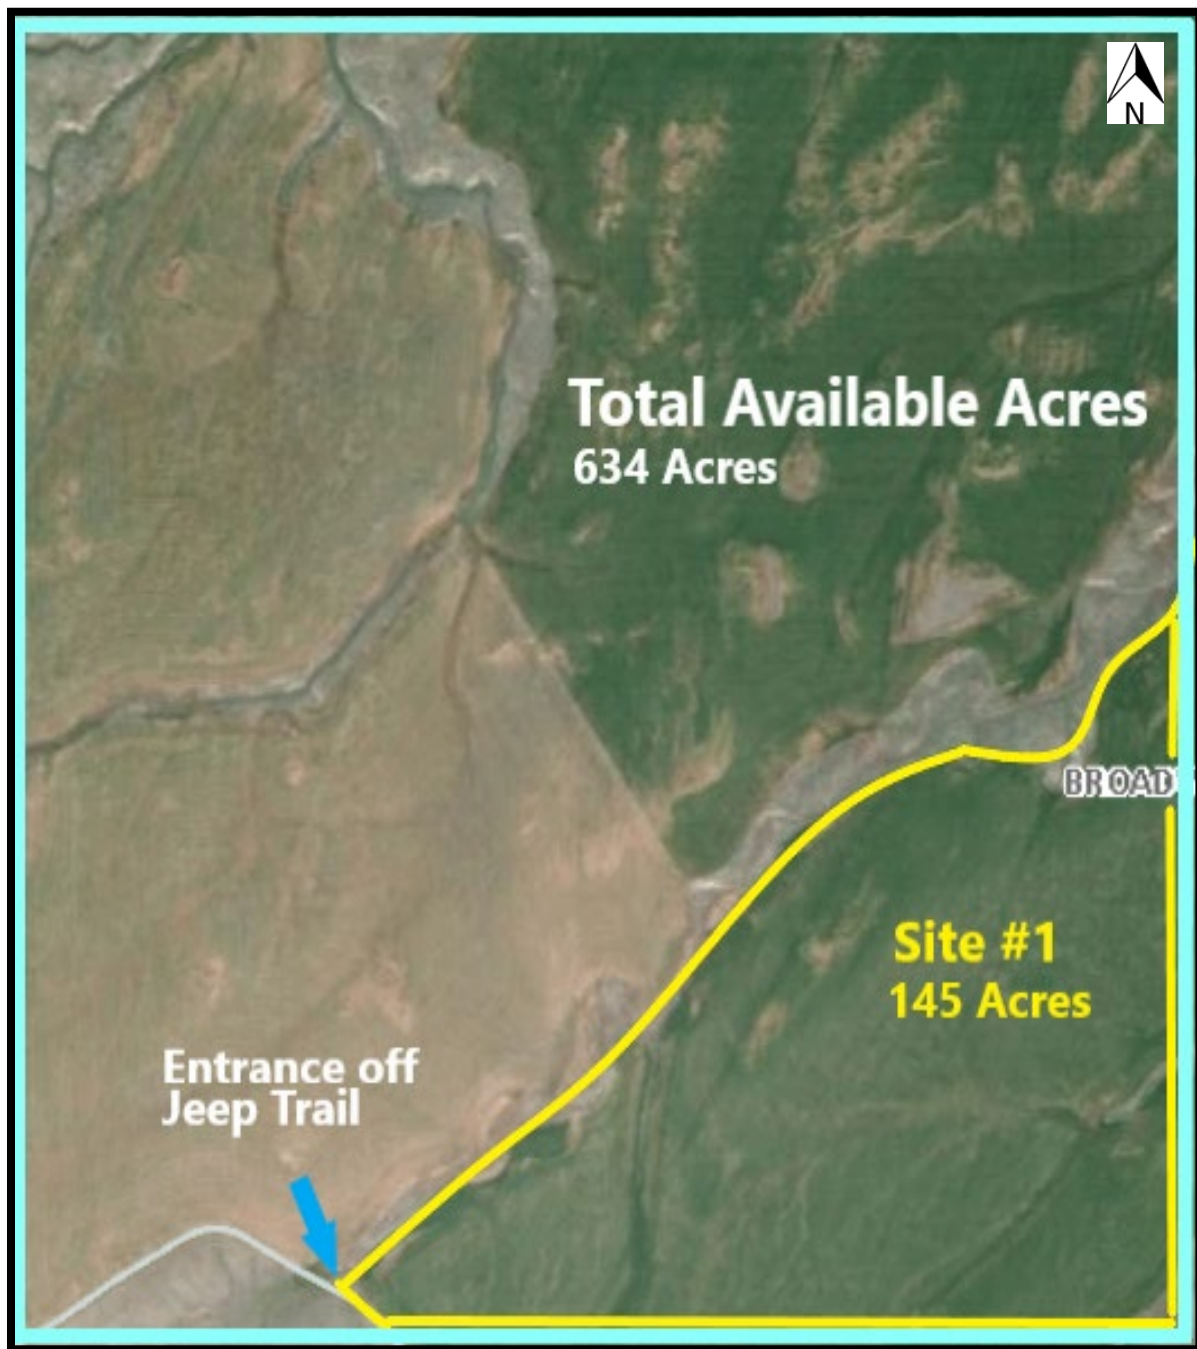 N
Total Available Acres
634 Acres
BROAD
Site #1
145 Acres
Entrance off
Jeep Trail